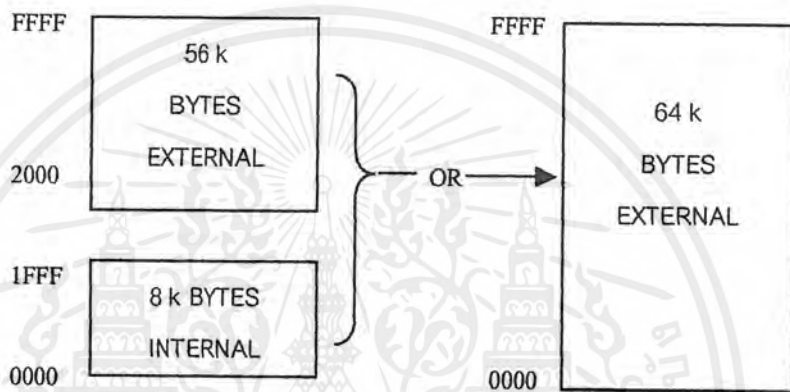 FFFF
56 k
BYTES
EXTERNAL
2000
1FFF
8 k BYTES
INTERNAL
0000
OR
FFFF
64 k
BYTES
EXTERNAL
0000